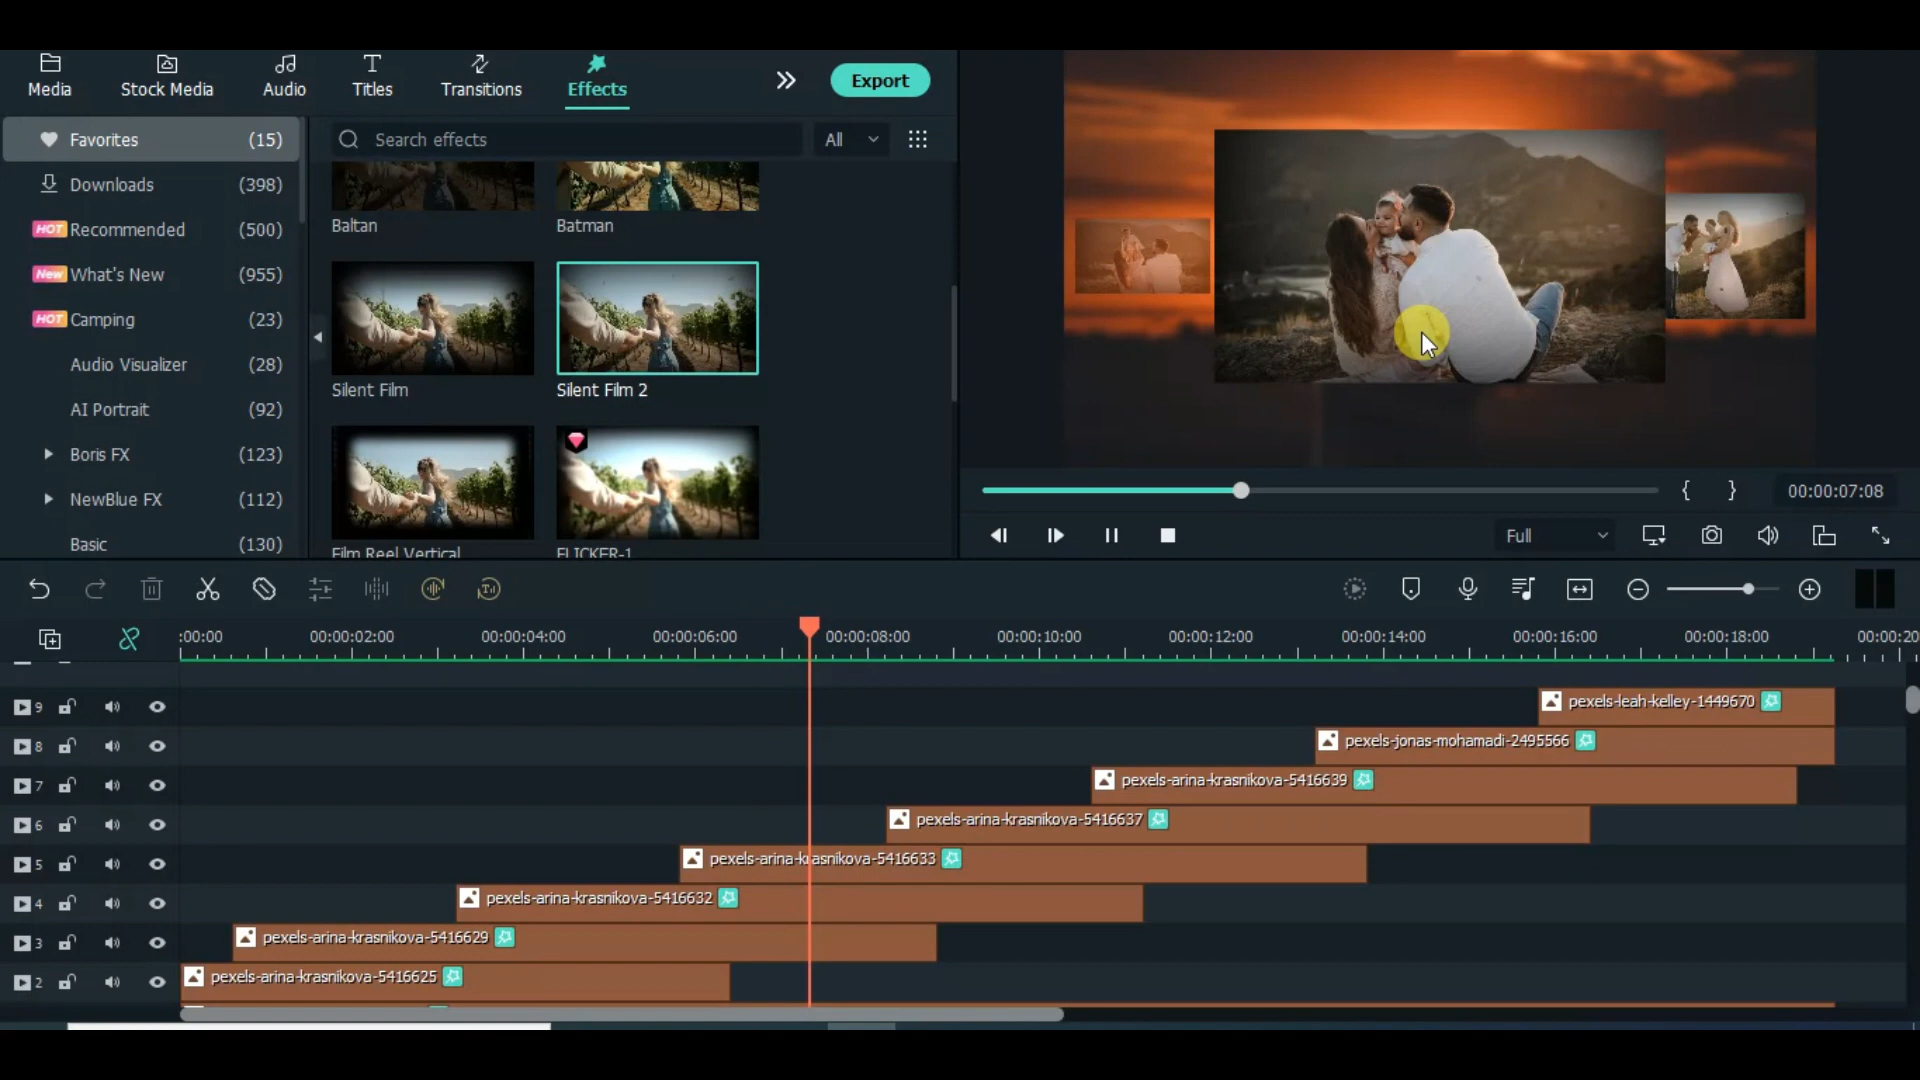 Media
Stock Media
Audio
Titles
Transitions
Effects
Export
Favorites (15)
Search effects
All
Downloads (398)
HOT Recommended (500)
New What's New (955)
HOT Camping (23)
Audio Visualizer (28)
AI Portrait (92)
Boris FX (123)
NewBlue FX (112)
Basic (130)
Baltan
Batman
Silent Film
Silent Film 2
Film Reel Vertical
FLICKER-1
{ }
00:00:07:08
Full
:00:00 00:00:02:00 00:00:04:00 00:00:06:00 00:00:08:00 00:00:10:00 00:00:12:00 00:00:14:00 00:00:16:00 00:00:18:00 00:00:20
9 pexels-leah-kelley-1449670
8 pexels-jonas-mohamadi-2495566
7 pexels-arina-krasnikova-5416639
6 pexels-arina-krasnikova-5416637
5 pexels-arina-krasnikova-5416633
4 pexels-arina-krasnikova-5416632
3 pexels-arina-krasnikova-5416629
2 pexels-arina-krasnikova-5416625